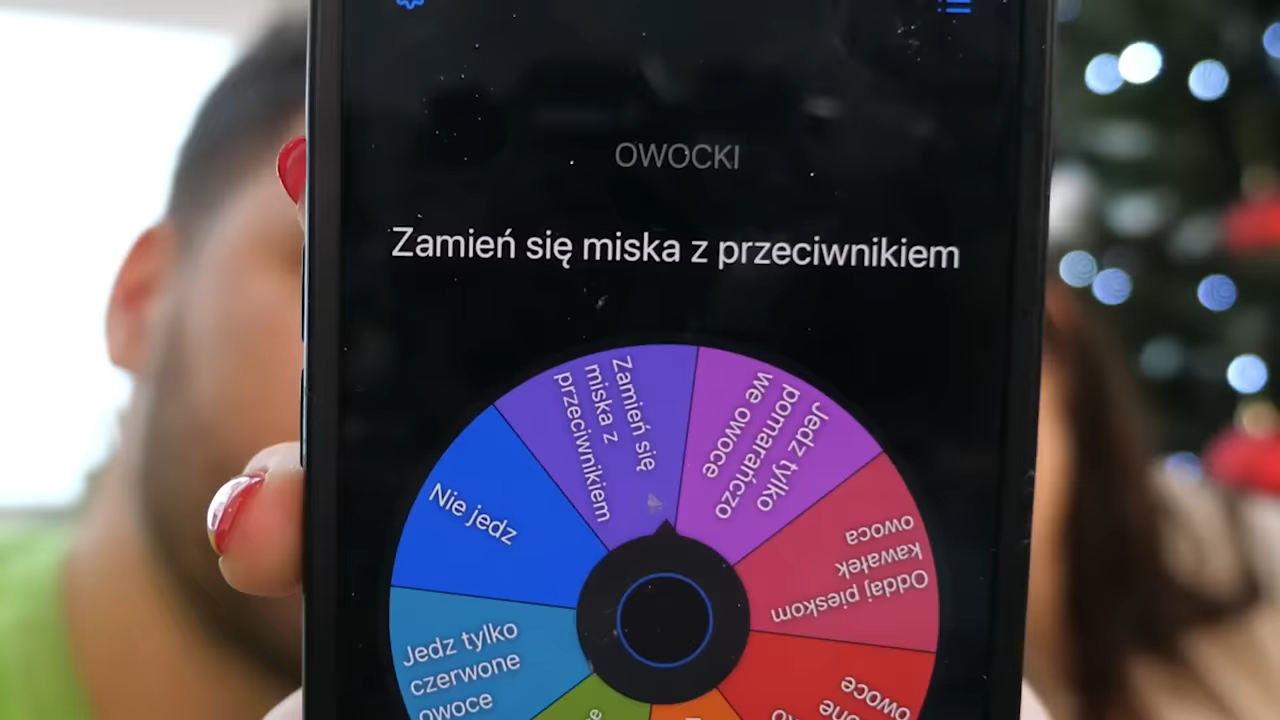 OWOCKI
Zamień się miska z przeciwnikiem
Zamień się
miska z
przeciwnikiem
Jedz tylko
pomarańczo
we owoce
Nie jedz
Oddaj pieskom
kawałek
owoca
Jedz tylko
czerwone
owoce
owoce